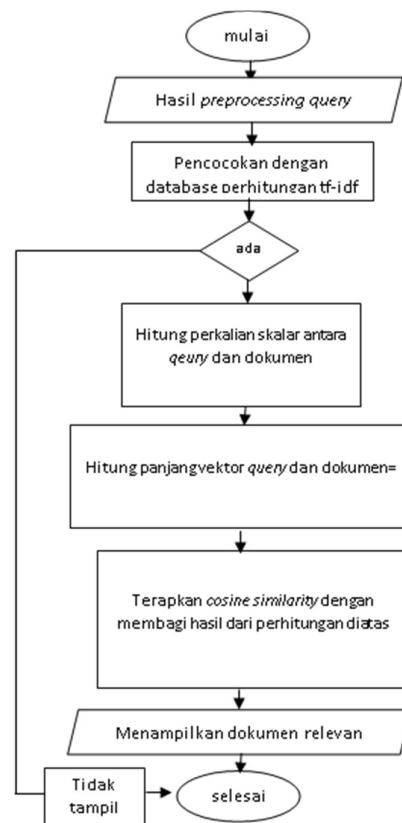 mulai
Hasil preprocessing query
Pencocokan dengan
database perhitungan tf-idf
ada
Hitung perkalian skalar antara
qeury dan dokumen
Hitung panjangvektor query dan dokumen=
Terapkan cosine similarity dengan
membagi hasil dari perhitungan diatas
Menampilkan dokumen relevan
Tidak
tampil
selesai